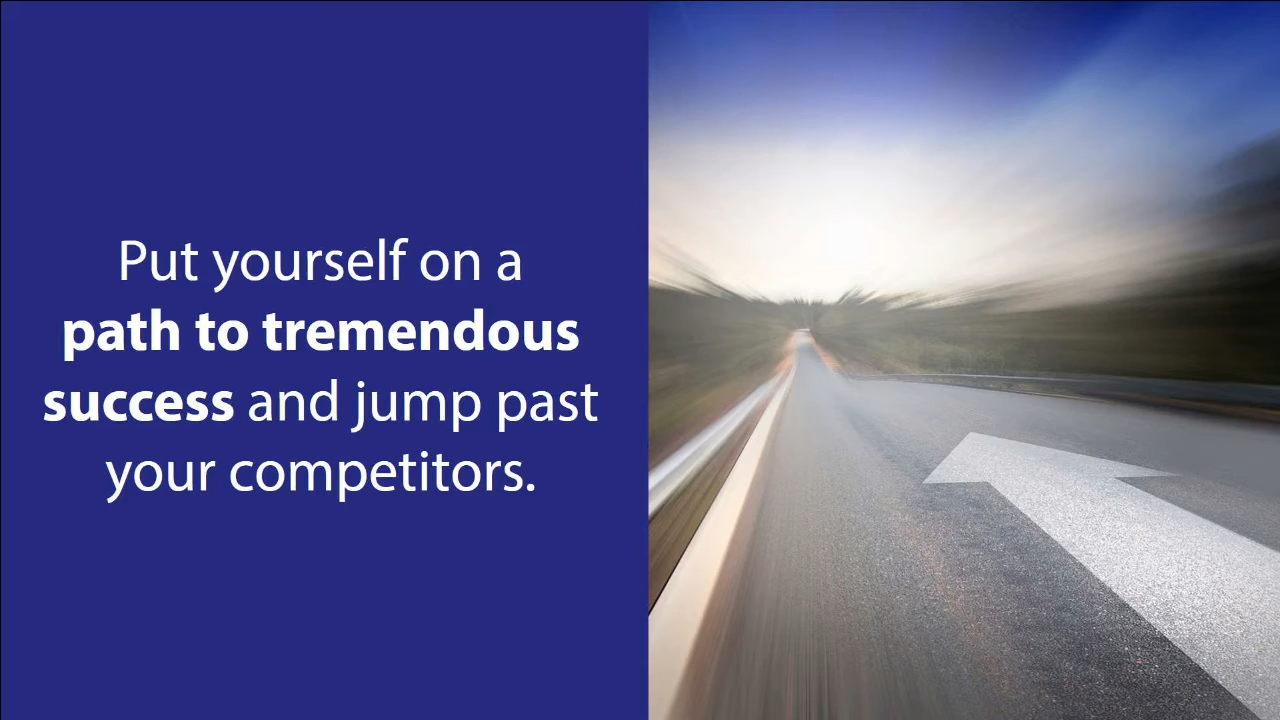 Put yourself on a
path to tremendous
success and jump past
your competitors.